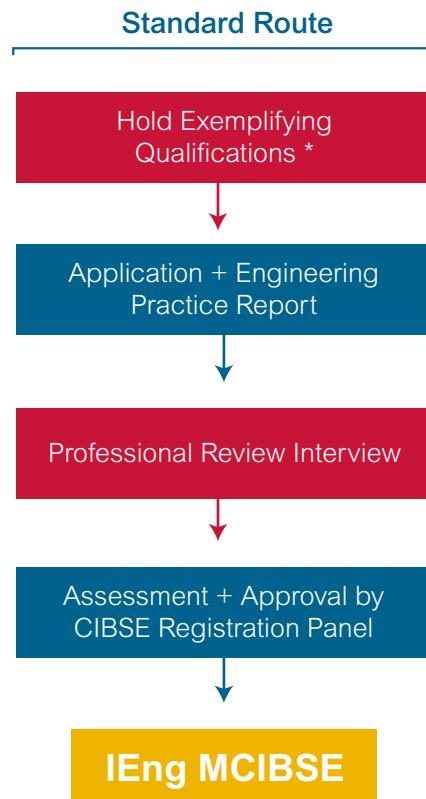 Standard Route
Hold Exemplifying
Qualifications *
Application + Engineering
Practice Report
Professional Review Interview
Assessment + Approval by
CIBSE Registration Panel
IEng MCIBSE